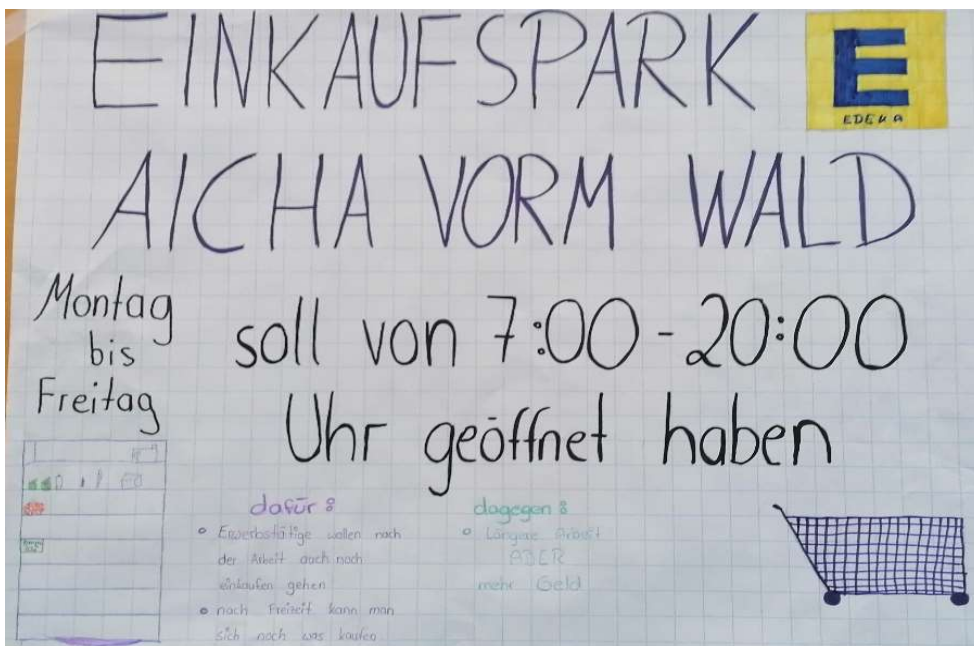 EINKAUFSPARK
EDEKA
AICHA VORM WALD
Montag
bis
Freitag
soll von 7:00-20:00
Uhr geöffnet haben
dafür:
Erwerbstätige wollen nach
der Arbeit auch noch
einkaufen gehen
nach Freizeit kann man
sich noch was kaufen
dagegen:
Längere Arbeit
ABER
mehr Geld